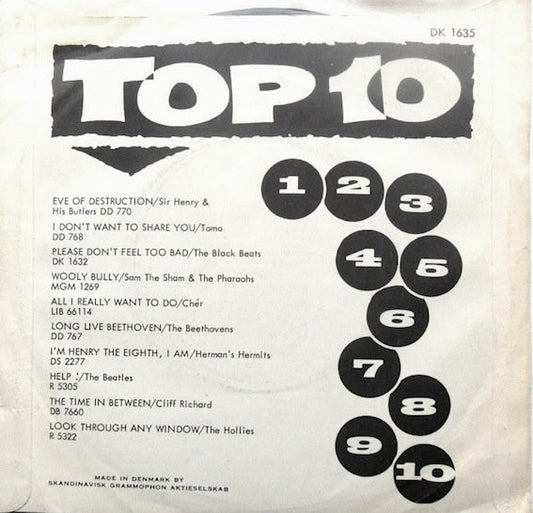 DK 1635
TOP 10
EVE OF DESTRUCTION/Sir Henry &
His Butlers DD 770
I DON'T WANT TO SHARE YOU/Tomo
DD 768
PLEASE DON'T FEEL TOO BAD/The Black Beats
DK 1632
WOOLY BULLY/Sam The Sham & The Pharaohs
MGM 1269
ALL I REALLY WANT TO DO/Chér
LIB 66114
LONG LIVE BEETHOVEN/The Beethovens
DD 767
I'M HENRY THE EIGHTH, I AM/Herman's Hermits
DS 2277
HELP !/The Beatles
R 5305
THE TIME IN BETWEEN/Cliff Richard
DB 7660
LOOK THROUGH ANY WINDOW/The Hollies
R 5322
1 2 3
4 5
6
7
8
9
10
MADE IN DENMARK BY
SKANDINAVISK GRAMMOPHON AKTIESELSKAB